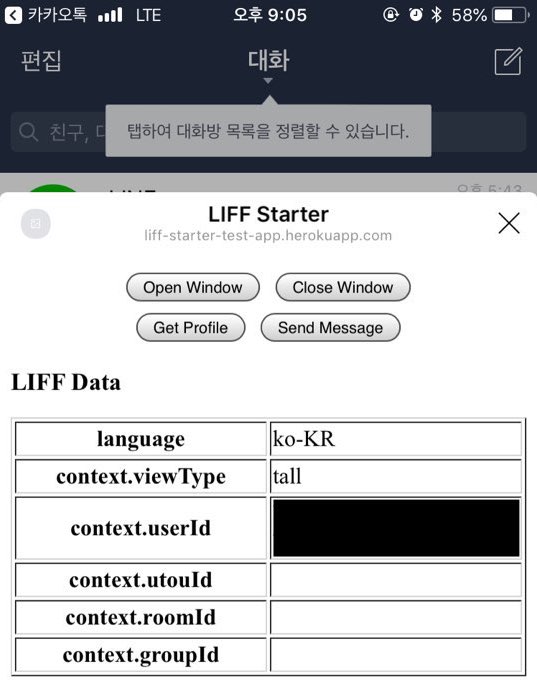 카카오톡 LTE 오후 9:05 58%
편집 대화
친구, 대
탭하여 대화방 목록을 정렬할 수 있습니다.
LINE 오후 5:43
LIFF Starter
liff-starter-test-app.herokuapp.com
Open Window Close Window
Get Profile Send Message
LIFF Data
language ko-KR
context.viewType tall
context.userId
context.utouId
context.roomId
context.groupId